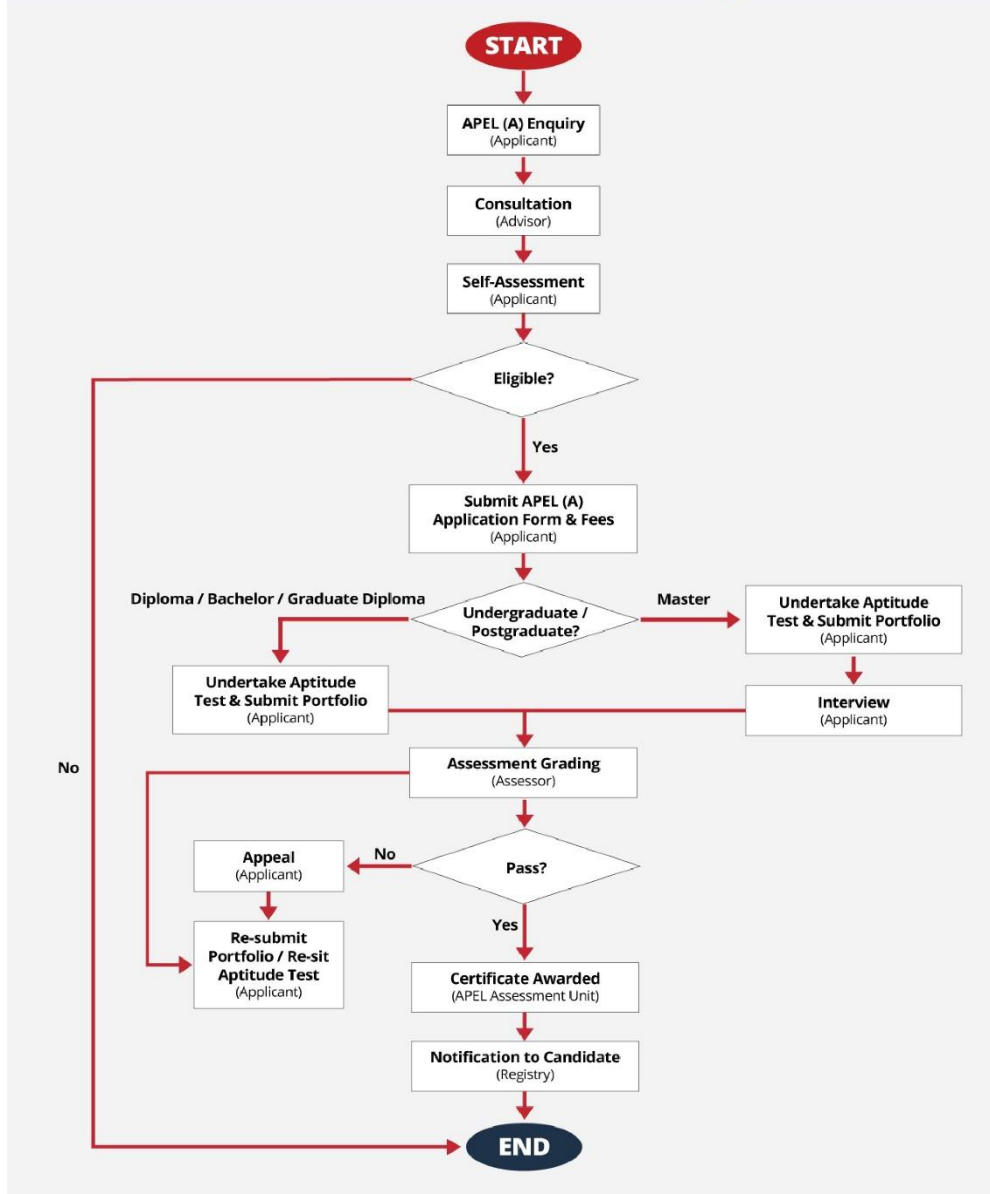 START
APEL (A) Enquiry
(Applicant)
Consultation
(Advisor)
Self-Assessment
(Applicant)
Eligible?
Yes
Submit APEL (A)
Application Form & Fees
(Applicant)
Diploma / Bachelor / Graduate Diploma
Undergraduate /
Postgraduate?
Master
Undertake Aptitude
Test & Submit Portfolio
(Applicant)
Undertake Aptitude
Test & Submit Portfolio
(Applicant)
Interview
(Applicant)
No
Assessment Grading
(Assessor)
Pass?
No
Appeal
(Applicant)
Re-submit
Portfolio / Re-sit
Aptitude Test
(Applicant)
Yes
Certificate Awarded
(APEL Assessment Unit)
Notification to Candidate
(Registry)
END